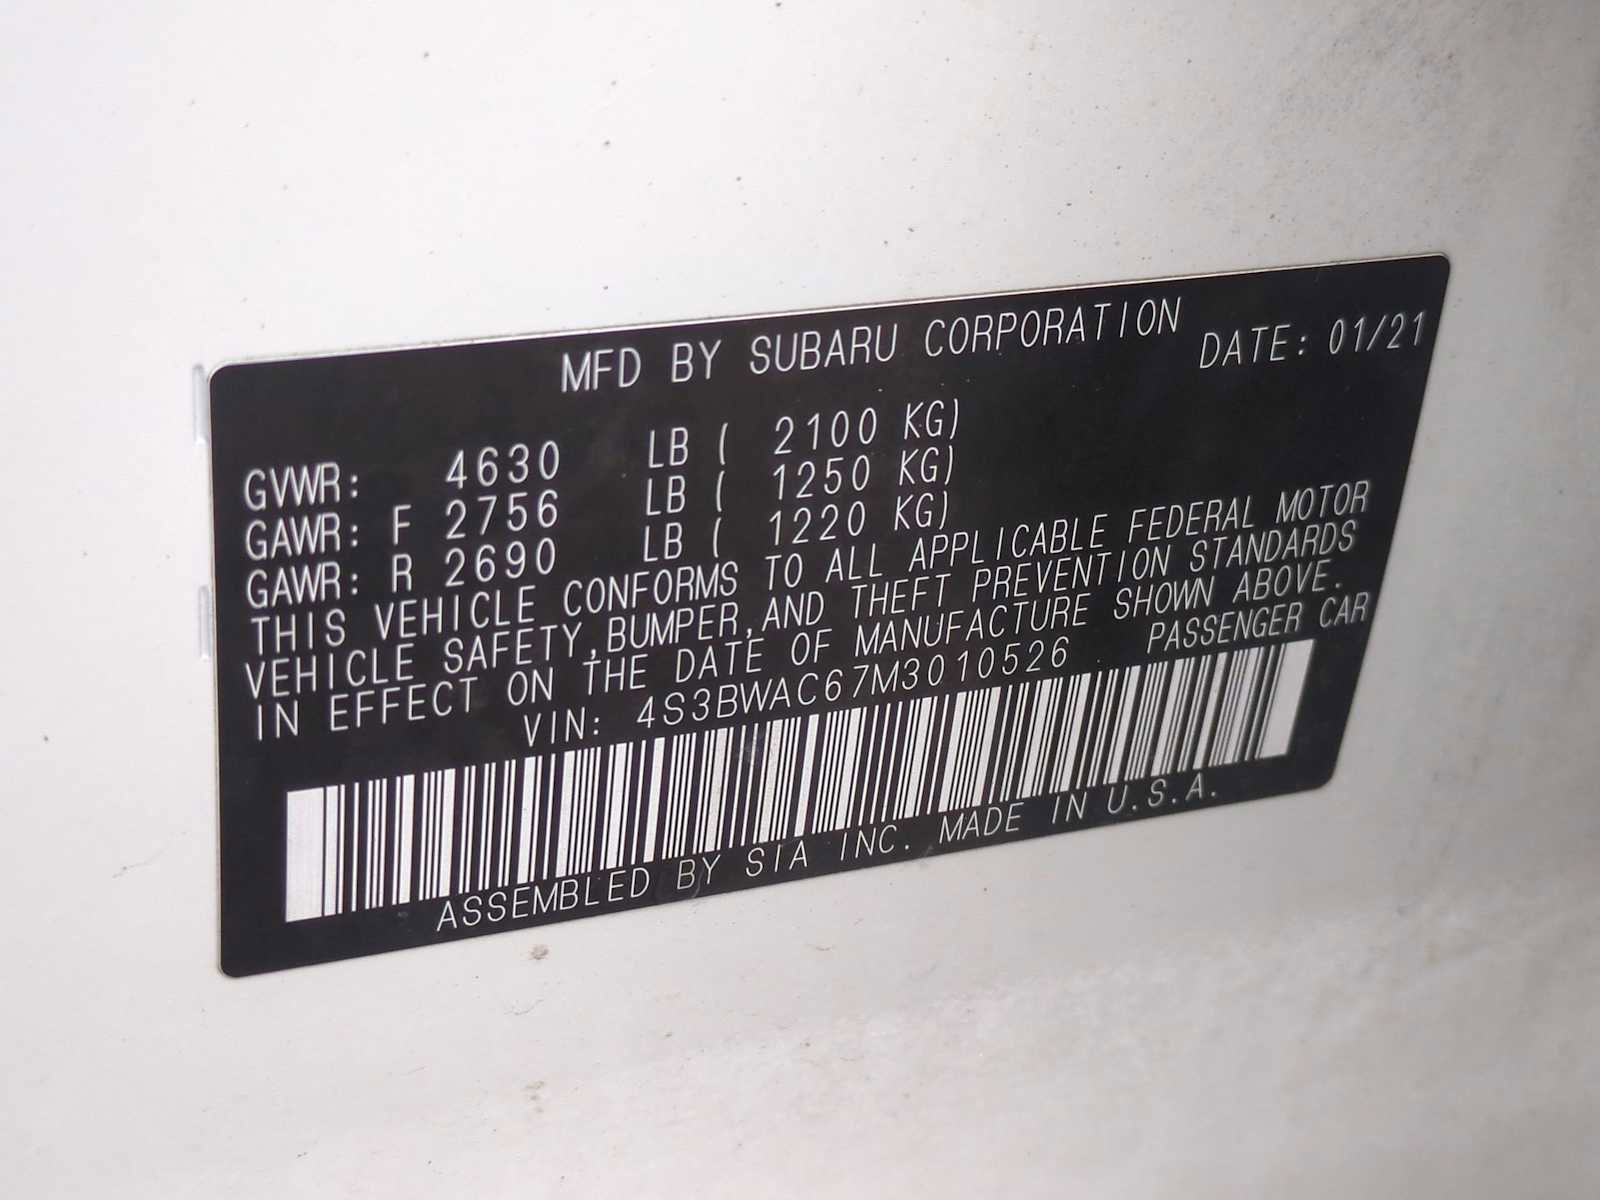 MFD BY SUBARU CORPORATION DATE: 01/21
GVWR: 4630 LB ( 2100 KG)
GAWR: F 2756 LB ( 1250 KG)
GAWR: R 2690 LB ( 1220 KG)
THIS VEHICLE CONFORMS TO ALL APPLICABLE FEDERAL MOTOR
VEHICLE SAFETY,BUMPER,AND THEFT PREVENTION STANDARDS
IN EFFECT ON THE DATE OF MANUFACTURE SHOWN ABOVE.
VIN: 4S3BWAC67M3010526 PASSENGER CAR
ASSEMBLED BY SIA INC. MADE IN U.S.A.